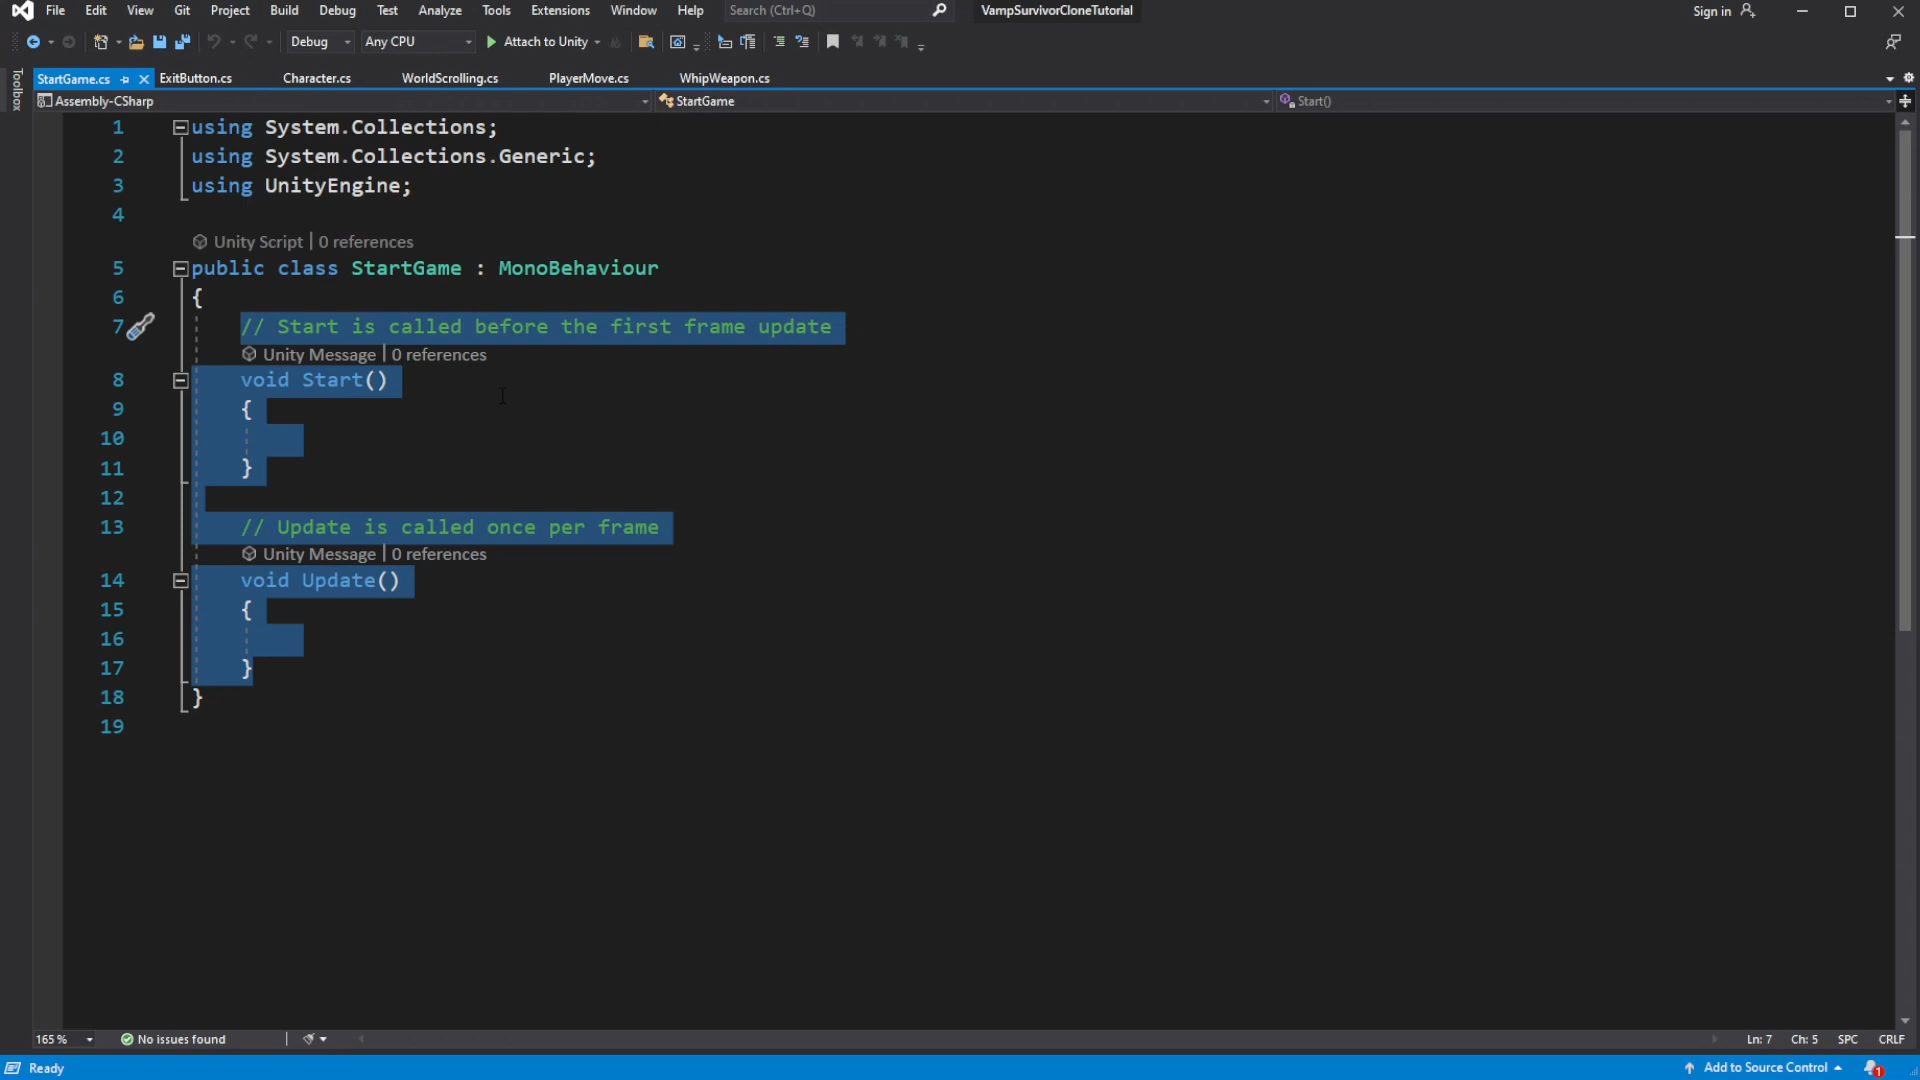 File Edit View Git Project Build Debug Test Analyze Tools Extensions Window Help Search (Ctrl+Q) VampSurvivorCloneTutorial Sign in
Debug Any CPU Attach to Unity
Toolbox
StartGame.cs ExitButton.cs Character.cs WorldScrolling.cs PlayerMove.cs WhipWeapon.cs
Assembly-CSharp StartGame Start()
1 using System.Collections;
2 using System.Collections.Generic;
3 using UnityEngine;
4
Unity Script | 0 references
5 public class StartGame : MonoBehaviour
6 {
7 // Start is called before the first frame update
Unity Message | 0 references
8 void Start()
9 {
10
11 }
12
13 // Update is called once per frame
Unity Message | 0 references
14 void Update()
15 {
16
17 }
18 }
19
165 % No issues found Ln: 7 Ch: 5 SPC CRLF
Ready Add to Source Control 1